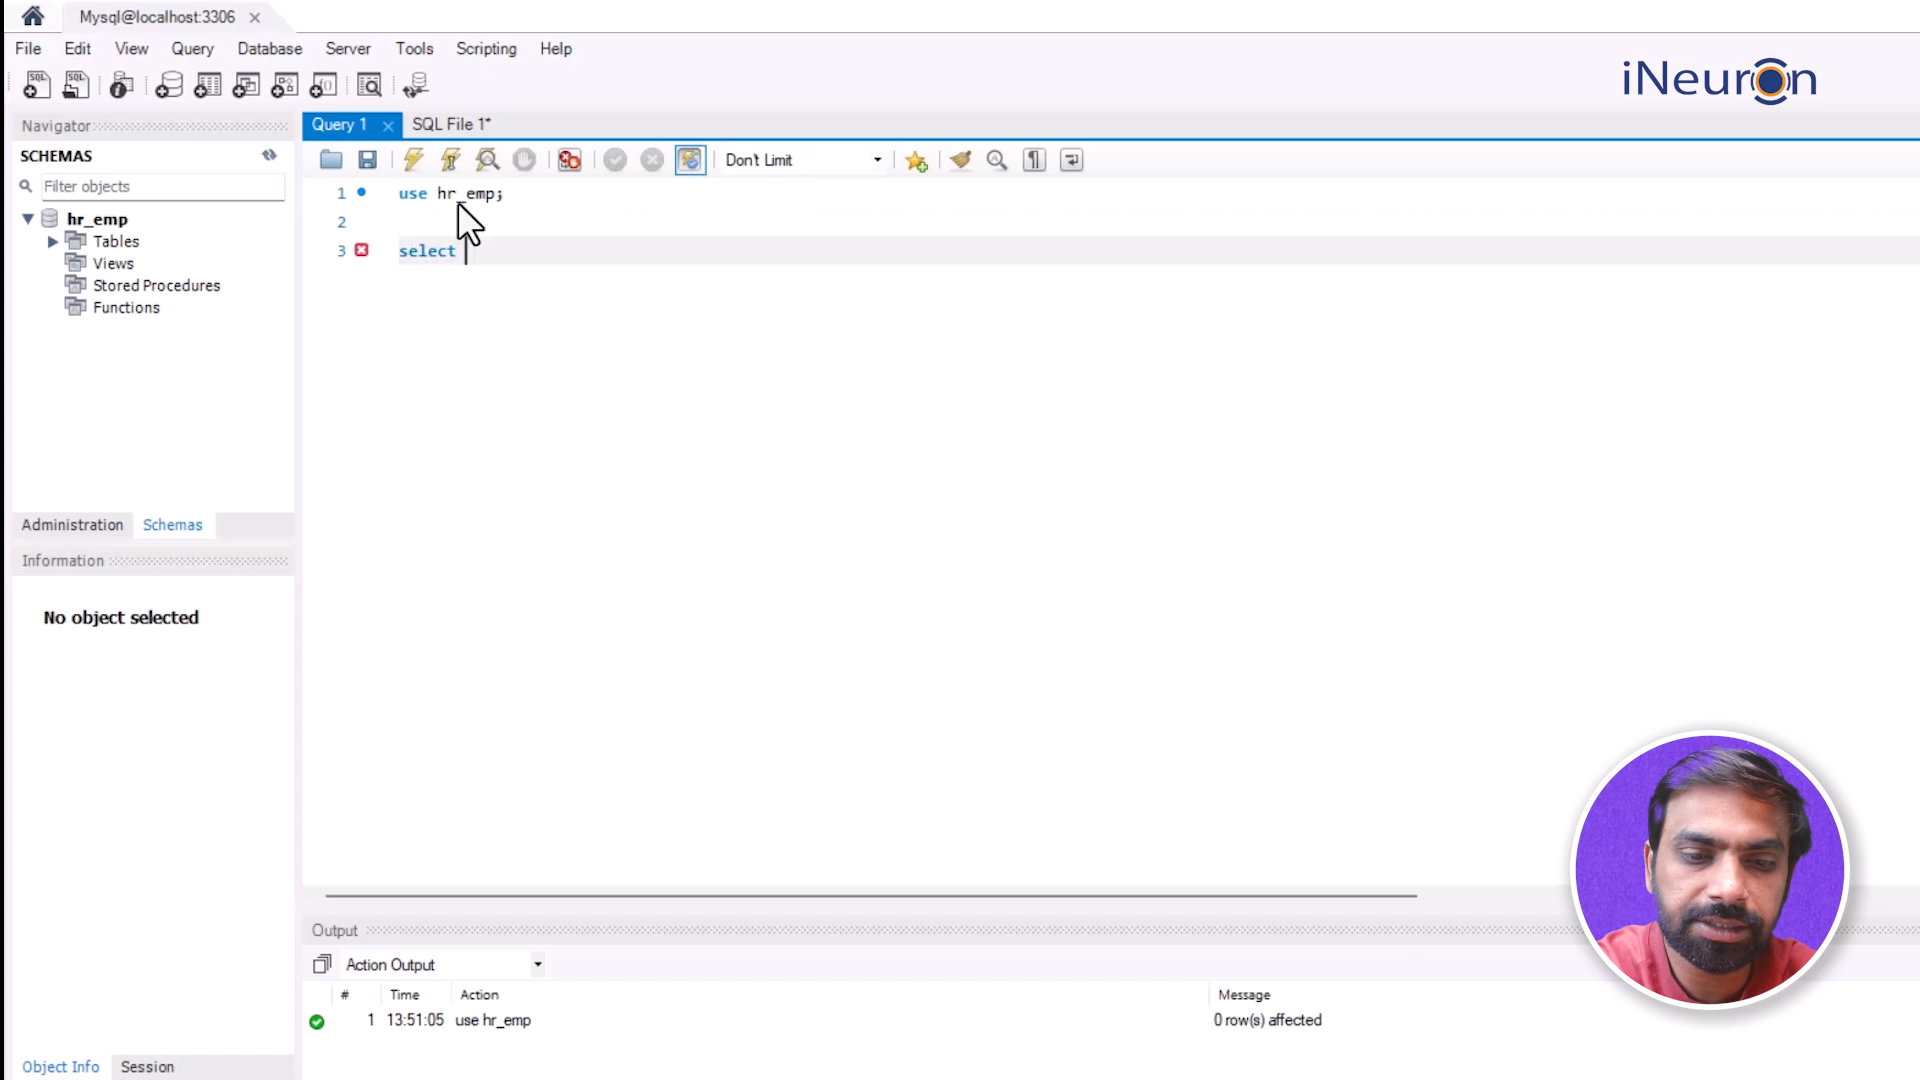 Mysql@localhost:3306
File Edit View Query Database Server Tools Scripting Help
iNeuron
Navigator
Query 1
SQL File 1*
SCHEMAS
Don't Limit
Filter objects
1 use hr_emp;
2
3 select
hr_emp
Tables
Views
Stored Procedures
Functions
Administration Schemas
Information
No object selected
Output
Action Output
# Time Action Message
1 13:51:05 use hr_emp 0 row(s) affected
Object Info Session